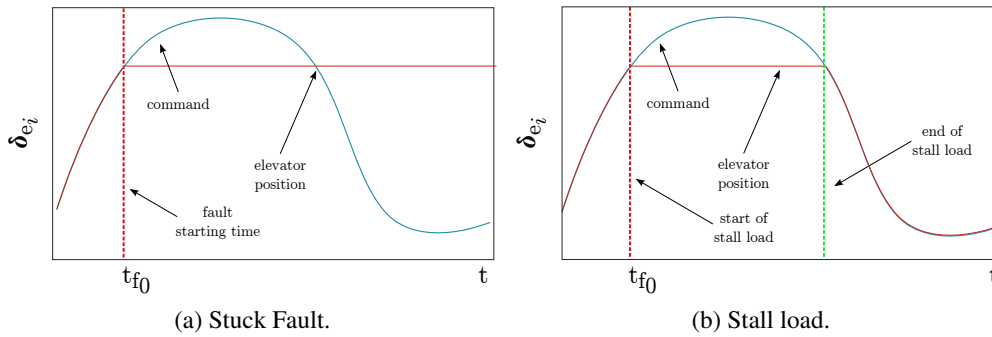 δei
command
elevator
position
fault
starting time
tf0
t
(a) Stuck Fault.
δei
command
elevator
position
end of
stall load
start of
stall load
tf0
t
(b) Stall load.